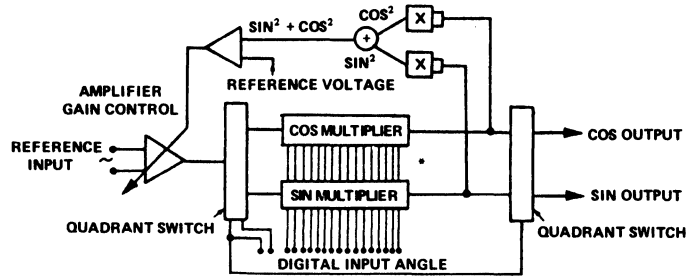 COS²
SIN² + COS²
X
+
SIN²
X
REFERENCE VOLTAGE
AMPLIFIER
GAIN CONTROL
COS MULTIPLIER
REFERENCE
INPUT
~
*
COS OUTPUT
SIN MULTIPLIER
SIN OUTPUT
QUADRANT SWITCH
QUADRANT SWITCH
DIGITAL INPUT ANGLE